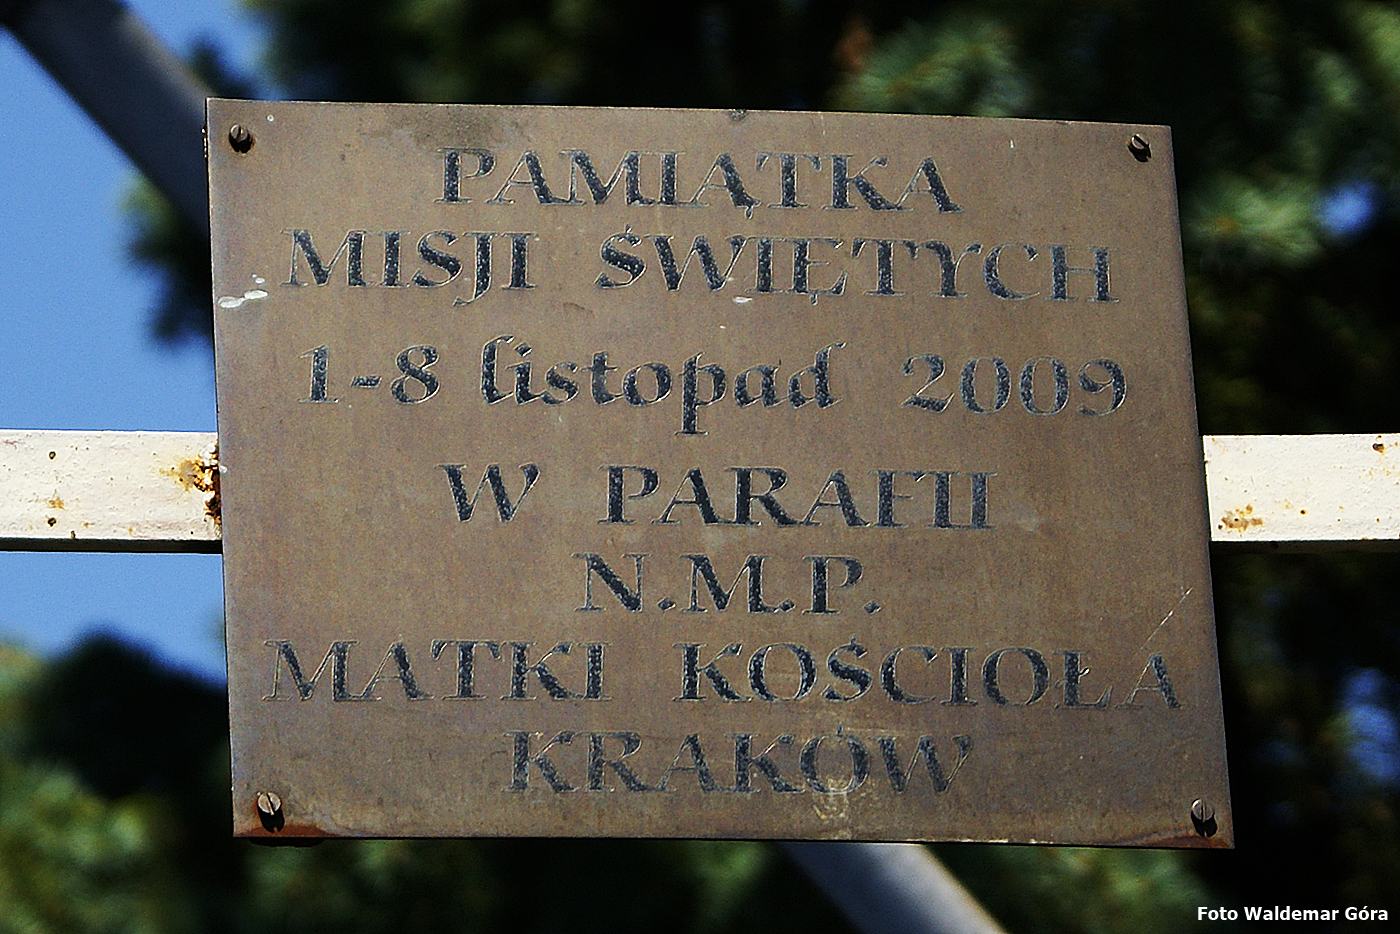 PAMIĄTKA
MISJI ŚWIĘTYCH
1-8 listopad 2009
W PARAFII
N.M.P.
MATKI KOŚCIOŁA
KRAKÓW
Foto Waldemar Góra